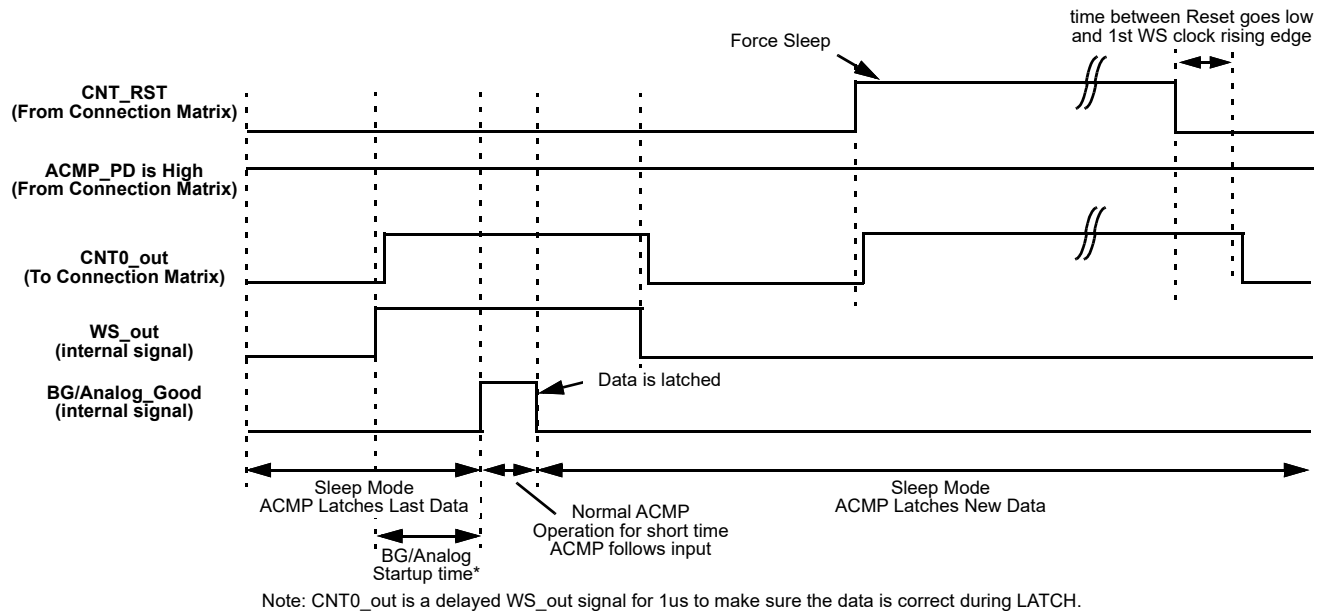 time between Reset goes low
and 1st WS clock rising edge
Force Sleep
CNT_RST
(From Connection Matrix)
ACMP_PD is High
(From Connection Matrix)
CNT0_out
(To Connection Matrix)
WS_out
(internal signal)
BG/Analog_Good
(internal signal)
Data is latched
Sleep Mode
ACMP Latches Last Data
Normal ACMP
Operation for short time
ACMP follows input
Sleep Mode
ACMP Latches New Data
BG/Analog
Startup time*
Note: CNT0_out is a delayed WS_out signal for 1us to make sure the data is correct during LATCH.